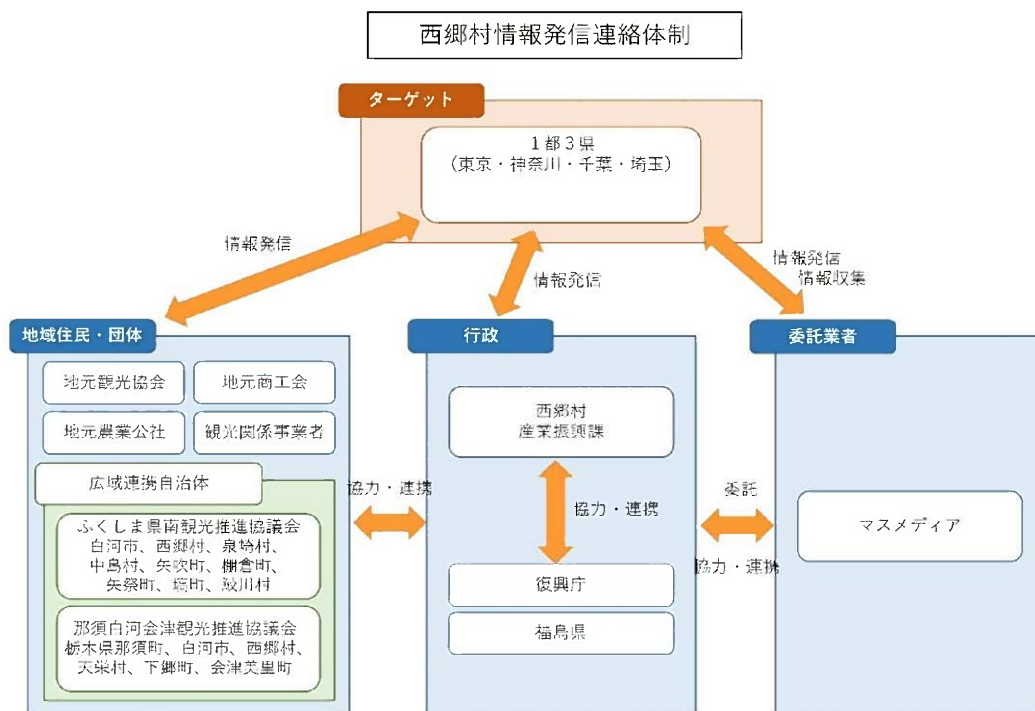 西郷村情報発信連絡体制
ターゲット
1都3県
(東京・神奈川・千葉・埼玉)
情報発信
情報発信
情報発信
情報収集
地域住民・団体
地元観光協会
地元商工会
地元農業公社
観光関係事業者
広域連携自治体
ふくしま県南観光推進協議会
白河市、西郷村、泉崎村、
中島村、矢吹町、棚倉町、
矢祭町、塙町、鮫川村
那須白河会津観光推進協議会
栃木県那須町、白河市、西郷村、
天栄村、下郷町、会津美里町
協力・連携
行政
西郷村
産業振興課
協力・連携
復興庁
福島県
委託
協力・連携
委託業者
マスメディア